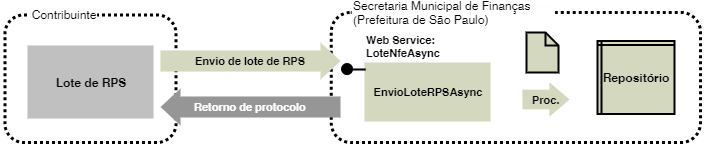 Contribuinte
Secretaria Municipal de Finanças
(Prefeitura de São Paulo)
Lote de RPS
Envio de lote de RPS
Retorno de protocolo
Web Service:
LoteNfeAsync
EnvioLoteRPSAsync
Proc.
Repositório